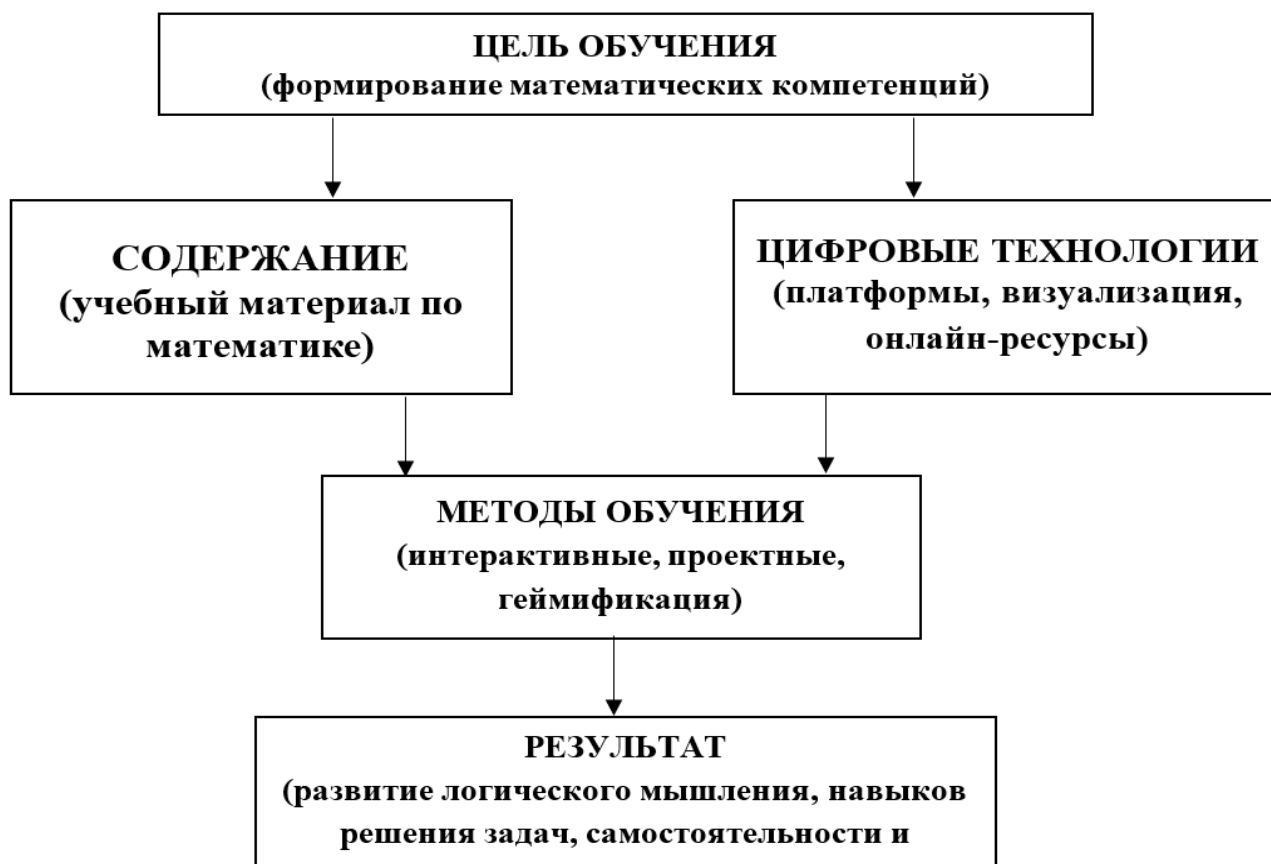 ЦЕЛЬ ОБУЧЕНИЯ
(формирование математических компетенций)
СОДЕРЖАНИЕ
(учебный материал по
математике)
ЦИФРОВЫЕ ТЕХНОЛОГИИ
(платформы, визуализация,
онлайн-ресурсы)
МЕТОДЫ ОБУЧЕНИЯ
(интерактивные, проектные,
геймификация)
РЕЗУЛЬТАТ
(развитие логического мышления, навыков
решения задач, самостоятельности и